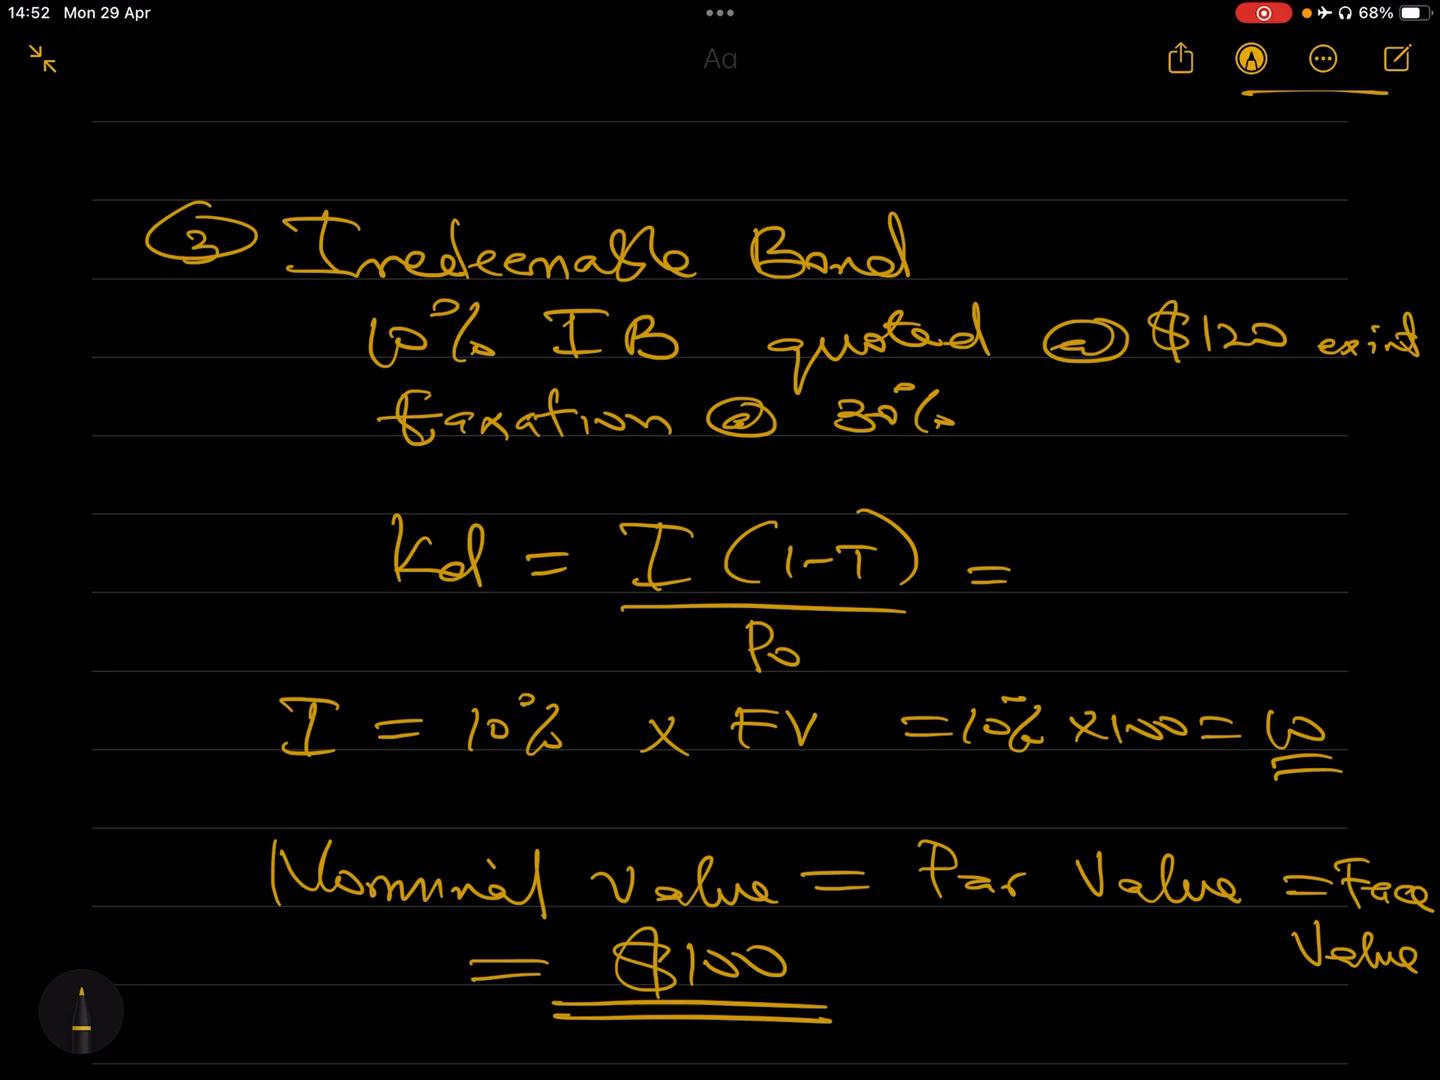 14:52 Mon 29 Apr
68%
Aa
2 Irredeemable Bond
10% IB quoted @ $120 exint
taxation @ 30%
Kd = I (1-T) =
Po
I = 10% x FV = 10% x 100 = 10
Nominal value = Par Value = Face
Value
= $100